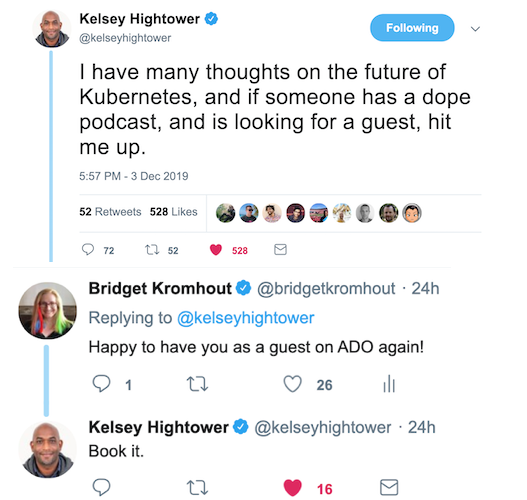 Kelsey Hightower
@kelseyhightower
Following
I have many thoughts on the future of
Kubernetes, and if someone has a dope
podcast, and is looking for a guest, hit
me up.
5:57 PM - 3 Dec 2019
52 Retweets 528 Likes
72 52 528
Bridget Kromhout @bridgetkromhout · 24h
Replying to @kelseyhightower
Happy to have you as a guest on ADO again!
1 26
Kelsey Hightower @kelseyhightower · 24h
Book it.
16